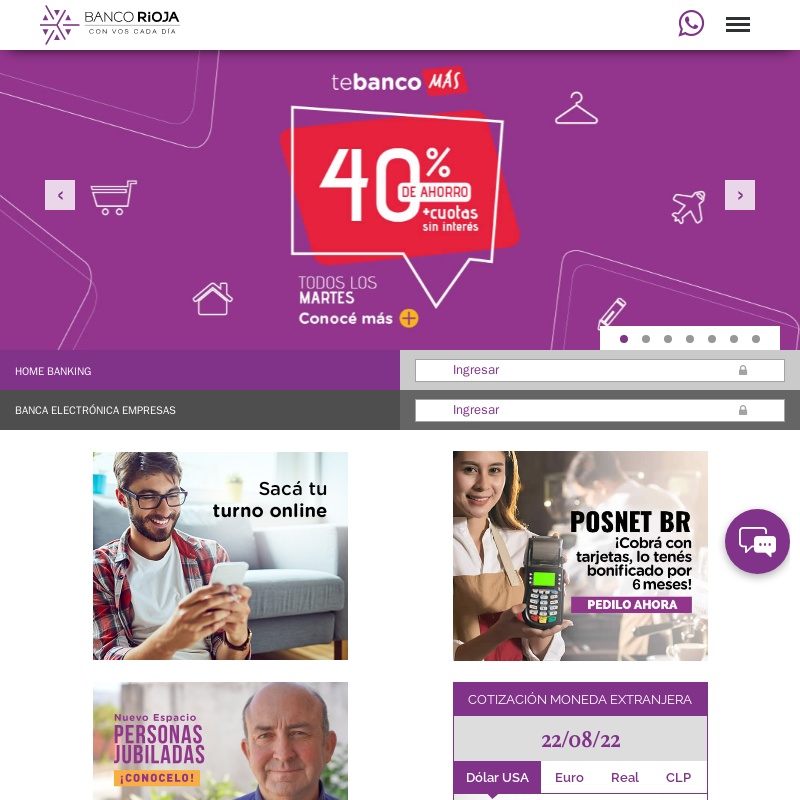 BANCO RiOJA
CON VOS CADA DÍA
tebanco MÁS
40%
DE AHORRO
+cuotas
sin interés
TODOS LOS
MARTES
Conocé más +
‹
›
HOME BANKING
Ingresar
BANCA ELECTRÓNICA EMPRESAS
Ingresar
Sacá tu
turno online
POSNET BR
¡Cobrá con
tarjetas, lo tenés
bonificado por
6 meses!
PEDILO AHORA
Nuevo Espacio
PERSONAS
JUBILADAS
¡CONOCELO!
COTIZACIÓN MONEDA EXTRANJERA
22/08/22
Dólar USA Euro Real CLP